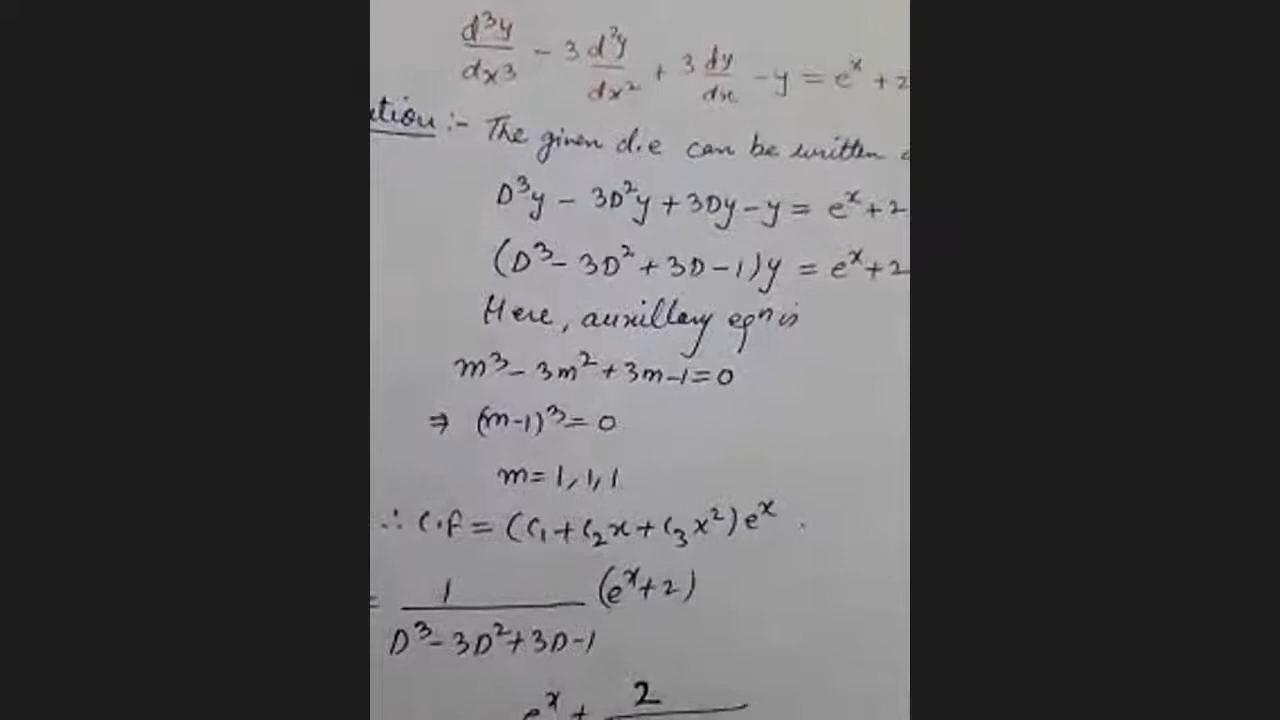 d³y/dx³ - 3 d²y/dx² + 3 dy/dx - y = eˣ + 2
:- The given d.e can be written
D³y - 3D²y + 3Dy - y = eˣ + 2
(D³ - 3D² + 3D - 1)y = eˣ + 2
Here, auxillary eqⁿ is
m³ - 3m² + 3m - 1 = 0
⇒ (m-1)³ = 0
m = 1, 1, 1
∴ C.F = (C₁ + C₂x + C₃x²)eˣ .
= 1/(D³ - 3D² + 3D - 1) (eˣ + 2)
eˣ + 2